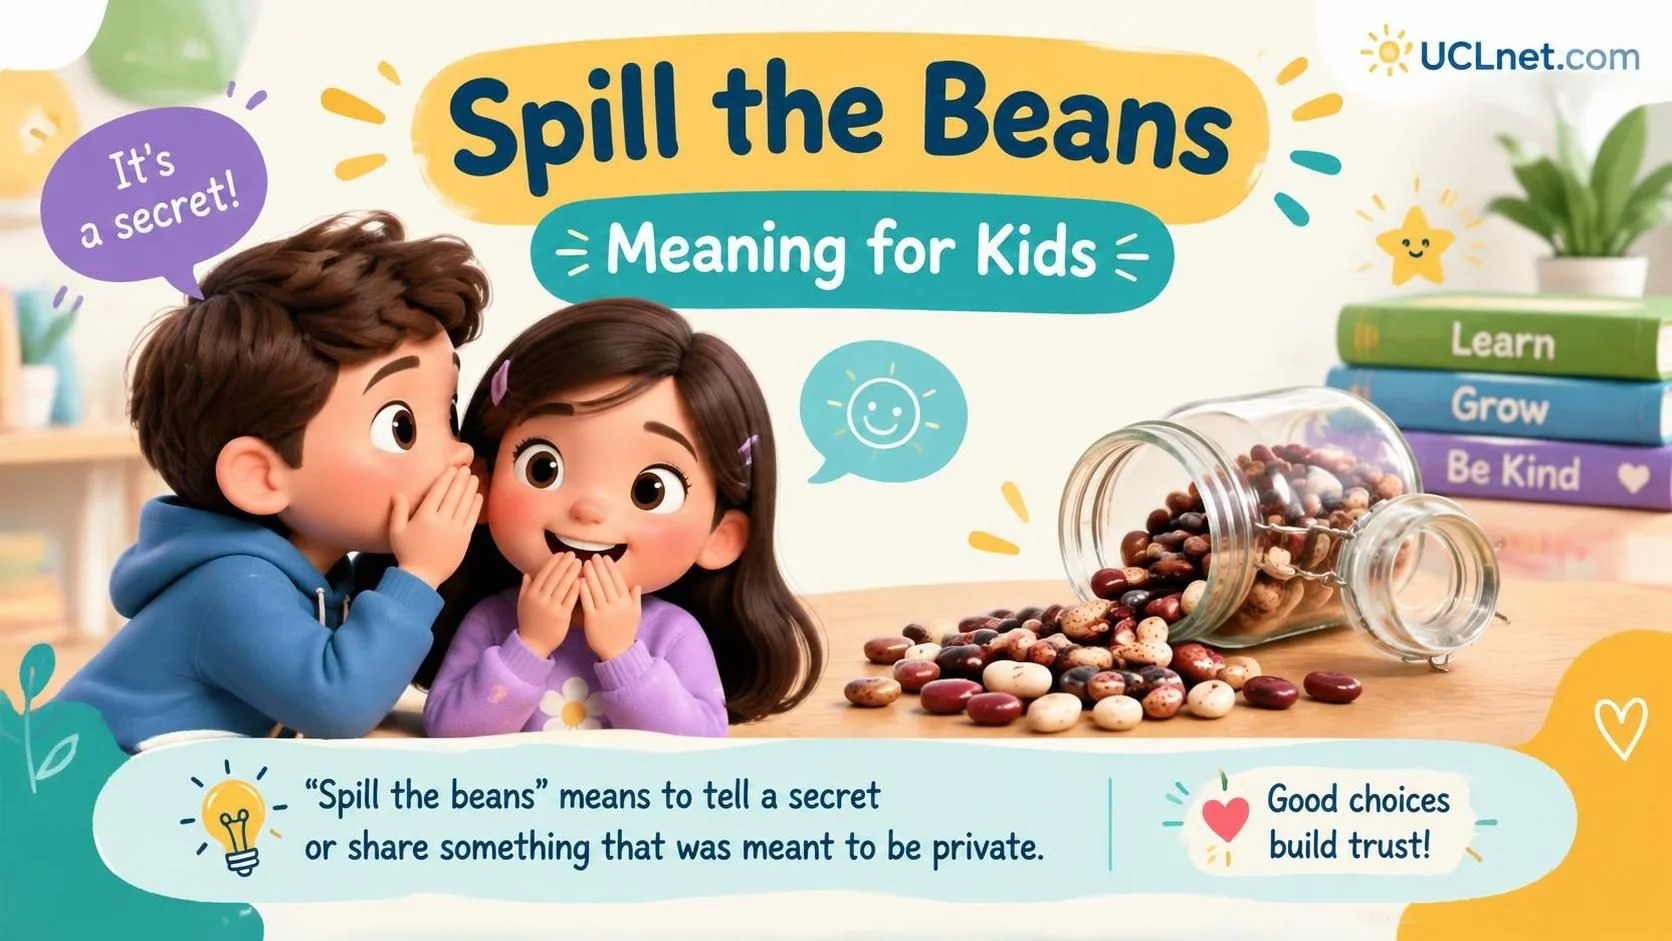 UCLnet.com
Spill the Beans
Meaning for Kids
It's
a secret!
Learn
Grow
Be Kind
“Spill the beans” means to tell a secret
or share something that was meant to be private.
Good choices
build trust!